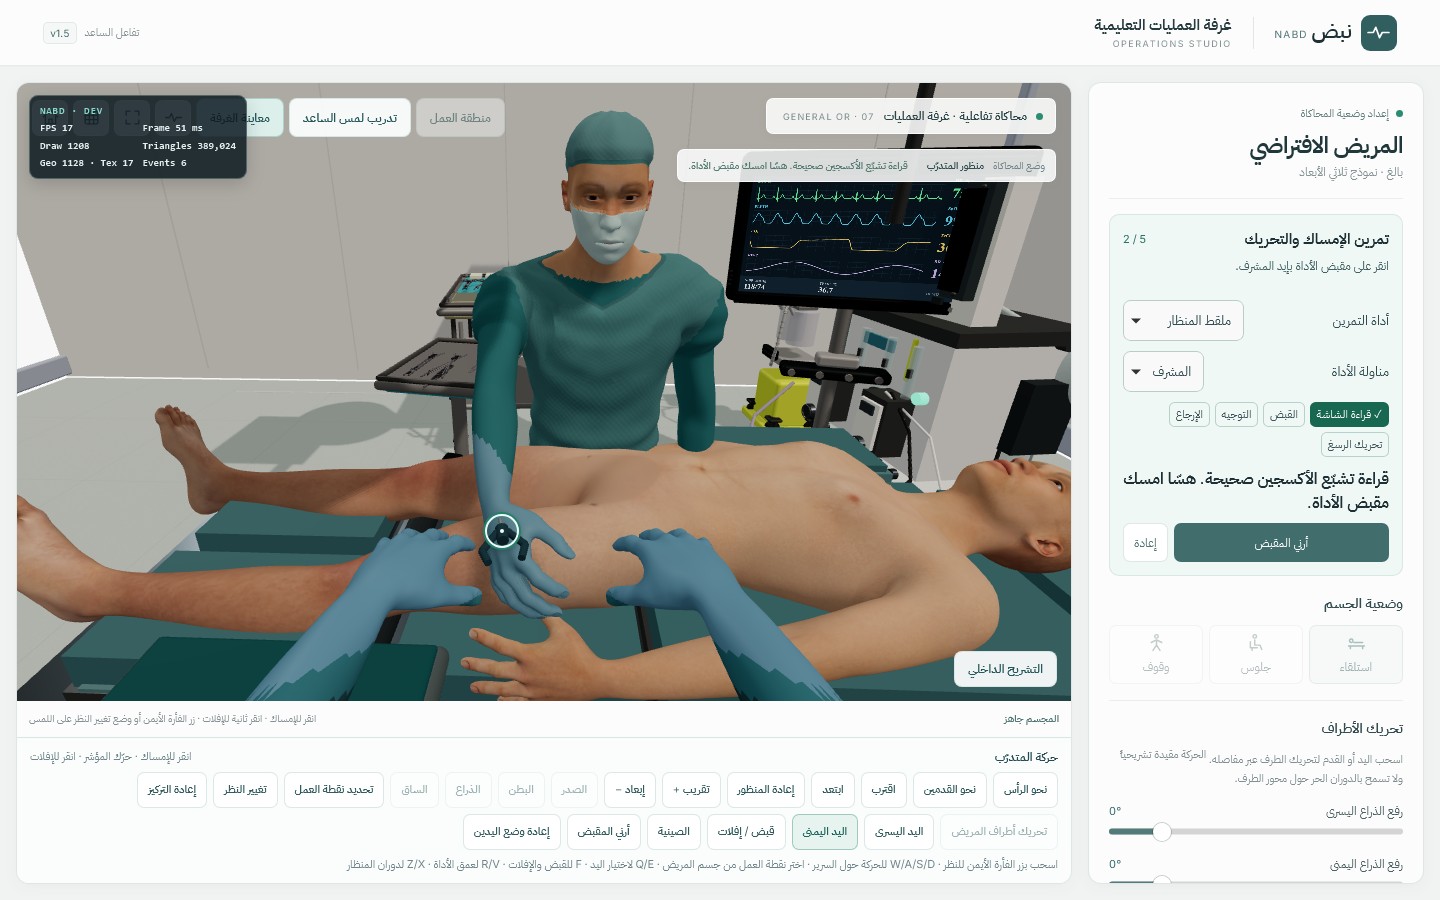 نبض NABD
غرفة العمليات التعليمية
OPERATIONS STUDIO
تفاعل الساعد
v1.5
إعداد وضعية المحاكاة
المريض الافتراضي
بالغ · نموذج ثلاثي الأبعاد
تمرين الإمساك والتحريك
2 / 5
انقر على مقبض الأداة بإيد المشرف.
أداة التمرين
ملقط المنظار
مناولة الأداة
المشرف
✓ قراءة الشاشة
القبض
التوجيه
الإرجاع
تحريك الرسغ
قراءة تشبّع الأكسجين صحيحة. هسّا امسك
مقبض الأداة.
أرني المقبض
إعادة
وضعية الجسم
استلقاء
جلوس
وقوف
تحريك الأطراف
اسحب اليد أو القدم لتحريك الطرف عبر مفاصله. الحركة مقيدة تشريحياً
ولا تسمح بالدوران الحر حول محور الطرف.
رفع الذراع اليسرى
0°
رفع الذراع اليمنى
0°
محاكاة تفاعلية · غرفة العمليات
GENERAL OR · 07
وضع المحاكاة
منظور المتدرّب
قراءة تشبّع الأكسجين صحيحة. هسّا امسك مقبض الأداة.
منطقة العمل
تدريب لمس الساعد
معاينة الغرفة
NABD · DEV
FPS 17
Frame 51 ms
Draw 1208
Triangles 389,024
Geo 1128 · Tex 17
Events 6
118/74
36.7
التشريح الداخلي
المجسم جاهز
انقر للإمساك · انقر ثانية للإفلات · زر الفأرة الأيمن أو وضع تغيير النظر على اللمس
حركة المتدرّب
انقر للإمساك · حرّك المؤشر · انقر للإفلات
نحو الرأس
نحو القدمين
اقترب
ابتعد
إعادة المنظور
تقريب +
إبعاد −
الصدر
البطن
الذراع
الساق
تحديد نقطة العمل
تغيير النظر
إعادة التركيز
تحريك أطراف المريض
اليد اليسرى
اليد اليمنى
قبض / إفلات
الصينية
أرني المقبض
إعادة وضع اليدين
اسحب بزر الفأرة الأيمن للنظر · W/A/S/D للحركة حول السرير · اختر نقطة العمل من جسم المريض · Q/E لاختيار اليد · F للقبض والإفلات · R/V لعمق الأداة · Z/X لدوران المنظار